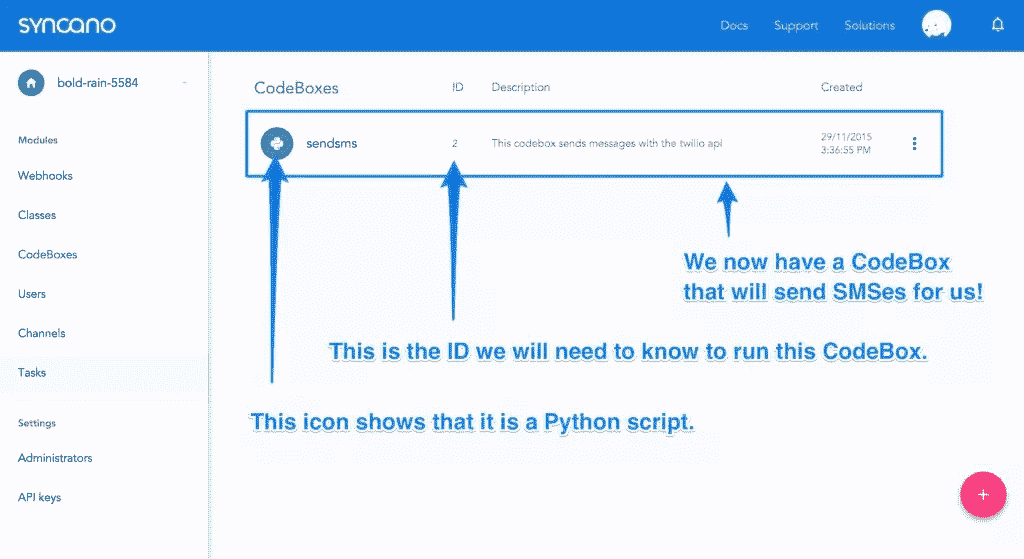 syncano
Docs Support Solutions
bold-rain-5584
Modules
Webhooks
Classes
CodeBoxes
Users
Channels
Tasks
Settings
Administrators
API keys
CodeBoxes ID Description Created
sendsms 2 This codebox sends messages with the twilio api 29/11/2015
3:36:55 PM
We now have a CodeBox
that will send SMSes for us!
This is the ID we will need to know to run this CodeBox.
This icon shows that it is a Python script.